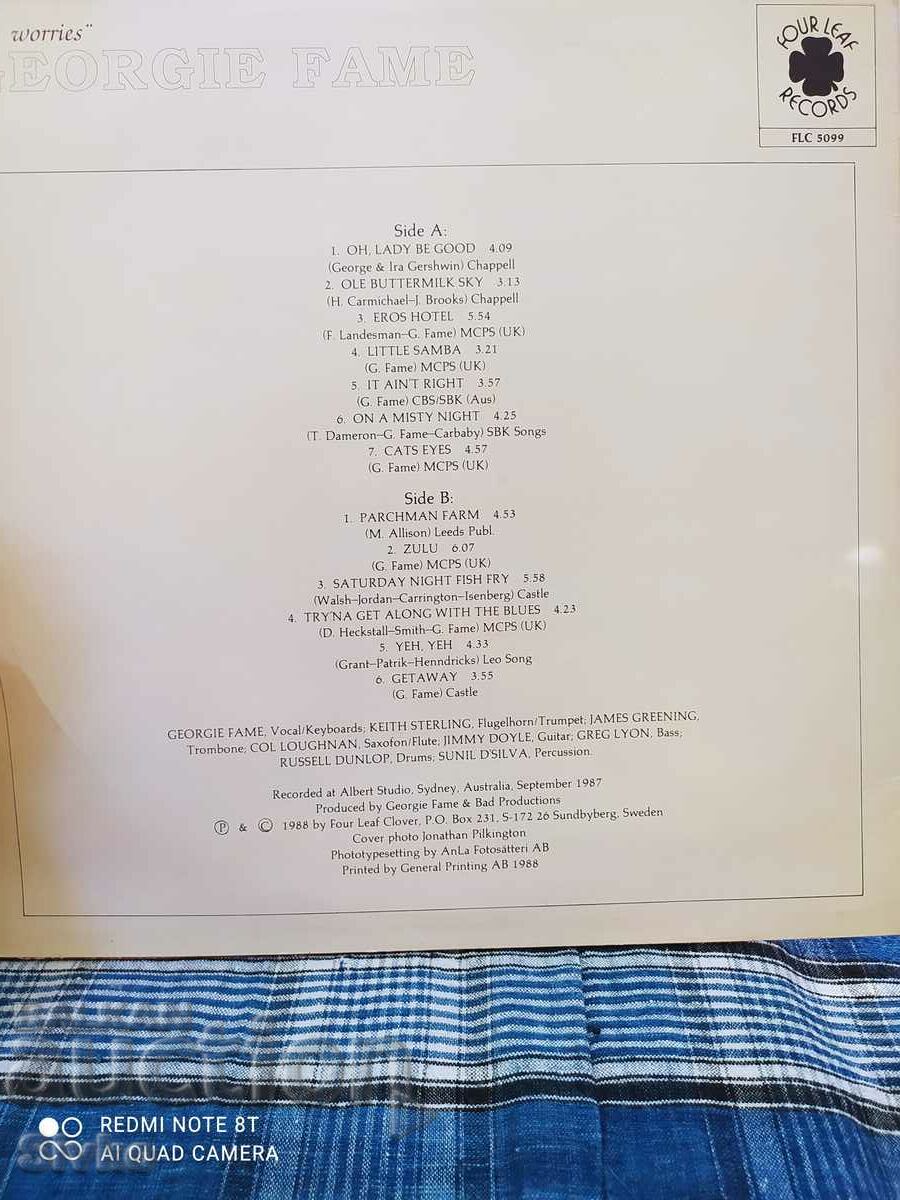 worries"
GEORGIE FAME
FOUR LEAF
RECORDS
FLC 5099
Side A:
1. OH, LADY BE GOOD 4.09
(George & Ira Gershwin) Chappell
2. OLE BUTTERMILK SKY 3.13
(H. Carmichael–J. Brooks) Chappell
3. EROS HOTEL 5.54
(F. Landesman–G. Fame) MCPS (UK)
4. LITTLE SAMBA 3.21
(G. Fame) MCPS (UK)
5. IT AIN'T RIGHT 3.57
(G. Fame) CBS/SBK (Aus)
6. ON A MISTY NIGHT 4.25
(T. Dameron–G. Fame–Carbaby) SBK Songs
7. CATS EYES 4.57
(G. Fame) MCPS (UK)
Side B:
1. PARCHMAN FARM 4.53
(M. Allison) Leeds Publ.
2. ZULU 6.07
(G. Fame) MCPS (UK)
3. SATURDAY NIGHT FISH FRY 5.58
(Walsh–Jordan–Carrington–Isenberg) Castle
4. TRY'NA GET ALONG WITH THE BLUES 4.23
(D. Heckstall–Smith–G. Fame) MCPS (UK)
5. YEH, YEH 4.33
(Grant–Patrik–Henndricks) Leo Song
6. GETAWAY 3.55
(G. Fame) Castle
GEORGIE FAME, Vocal/Keyboards; KEITH STERLING, Flugelhorn/Trumpet; JAMES GREENING,
Trombone; COL LOUGHNAN, Saxofon/Flute; JIMMY DOYLE, Guitar; GREG LYON, Bass;
RUSSELL DUNLOP, Drums; SUNIL D'SILVA, Percussion.
Recorded at Albert Studio, Sydney, Australia, September 1987
Produced by Georgie Fame & Bad Productions
Ⓟ & © 1988 by Four Leaf Clover, P.O. Box 231, S-172 26 Sundbyberg, Sweden
Cover photo Jonathan Pilkington
Phototypesetting by AnLa Fotosätteri AB
Printed by General Printing AB 1988
BALKAN
auction
REDMI NOTE 8T
AI QUAD CAMERA